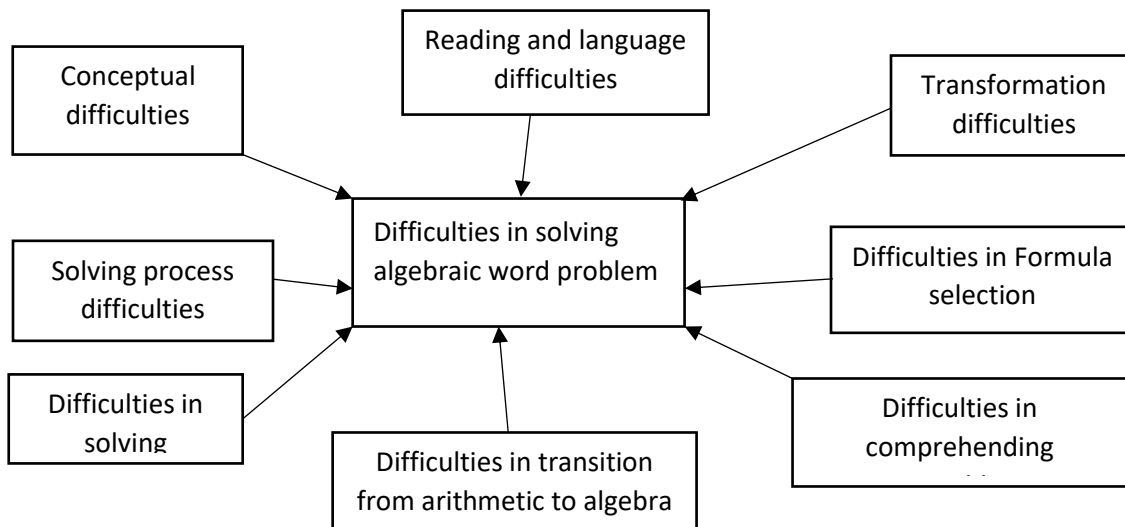 Reading and language
difficulties
Conceptual
difficulties
Transformation
difficulties
Difficulties in solving
algebraic word problem
Solving process
difficulties
Difficulties in Formula
selection
Difficulties in
solving
Difficulties in transition
from arithmetic to algebra
Difficulties in
comprehending